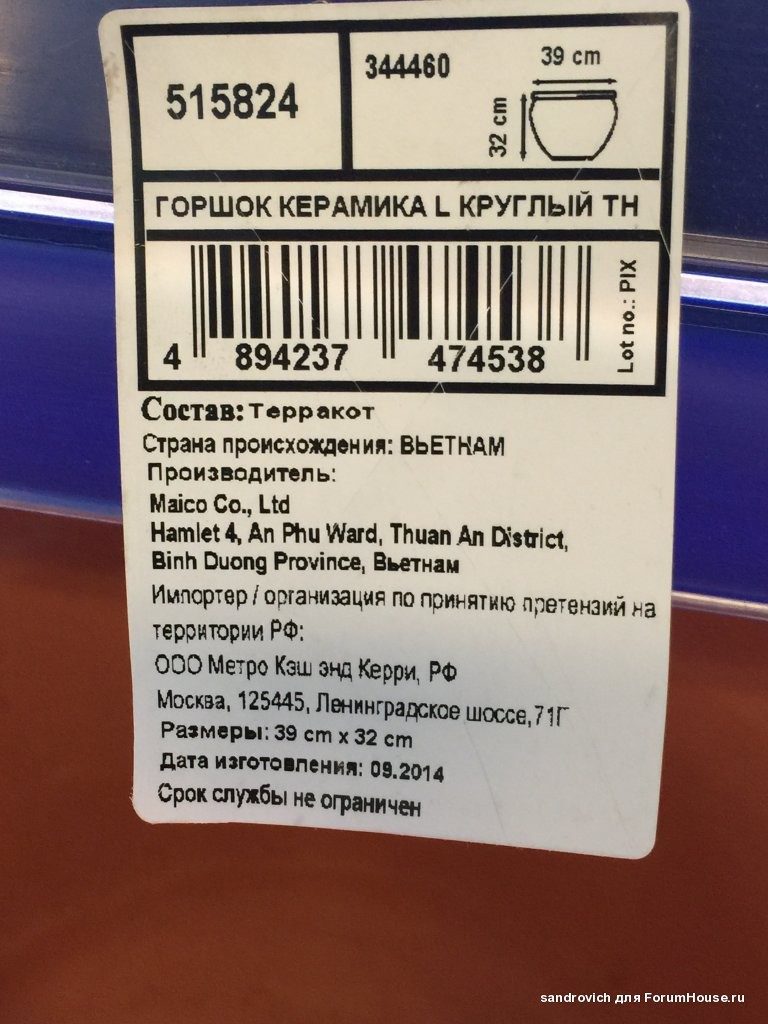 515824
344460
39 cm
32 cm
ГОРШОК КЕРАМИКА L КРУГЛЫЙ TH
4 894237 474538
Lot no.: PIX
Состав: Терракот
Страна происхождения: ВЬЕТНАМ
Производитель:
Maico Co., Ltd
Hamlet 4, An Phu Ward, Thuan An District,
Binh Duong Province, Вьетнам
Импортер / организация по принятию претензий на
территории РФ:
ООО Метро Кэш энд Керри, РФ
Москва, 125445, Ленинградское шоссе,71Г
Размеры: 39 cm x 32 cm
Дата изготовления: 09.2014
Срок службы не ограничен
sandrovich для ForumHouse.ru